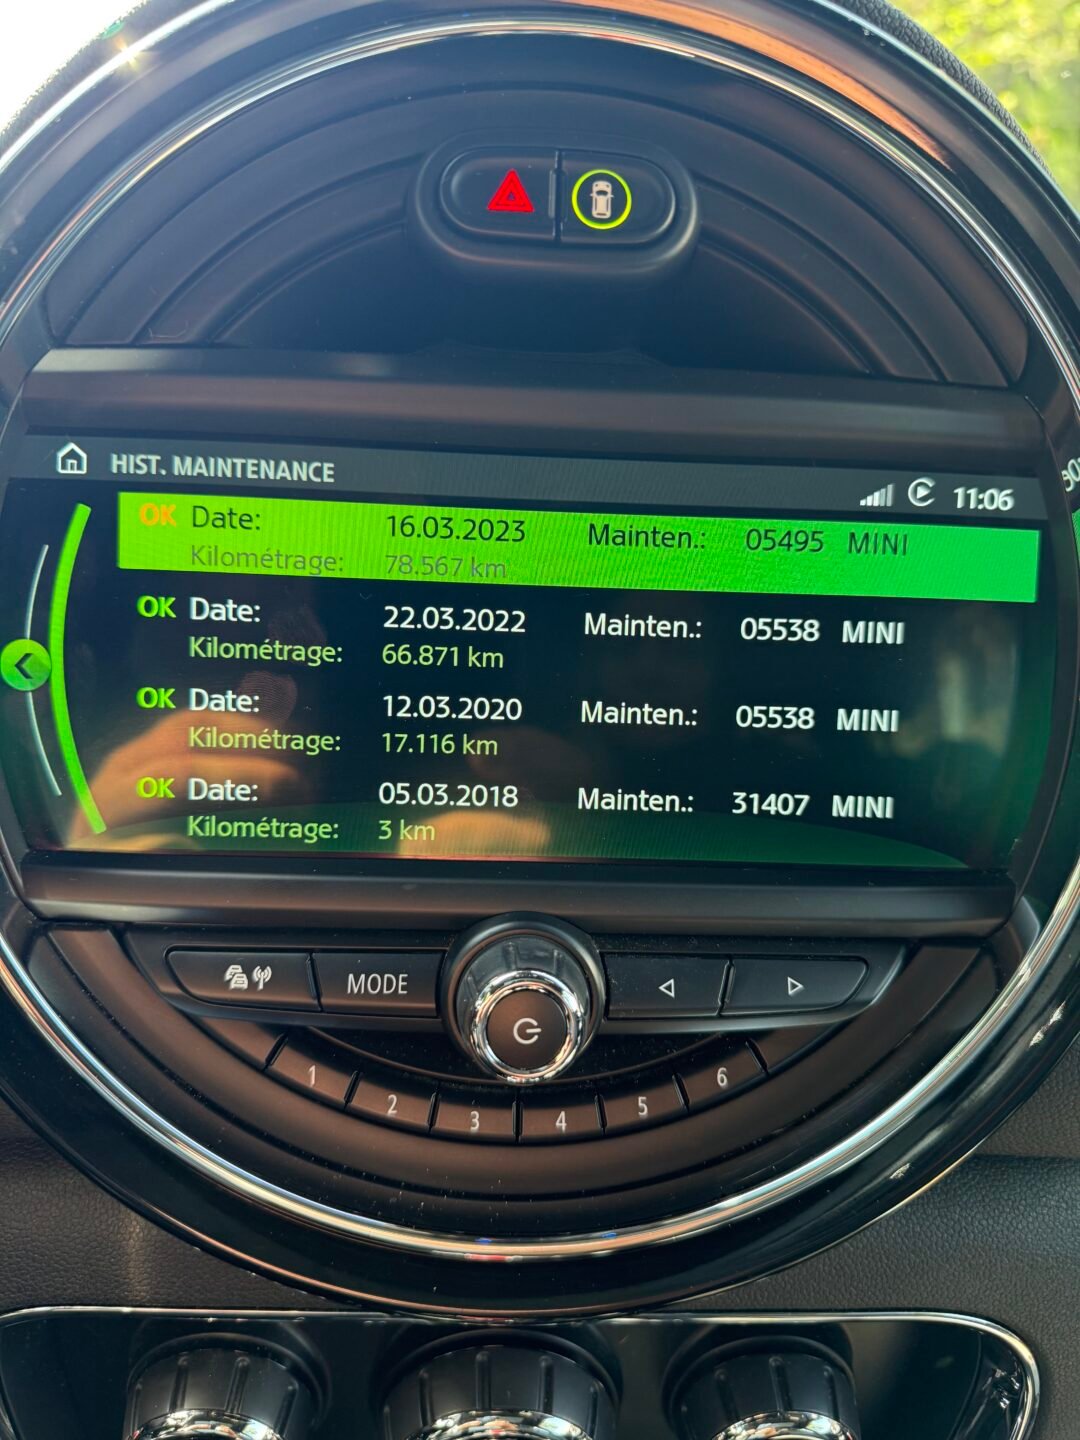 HIST. MAINTENANCE
11:06
OK Date: 16.03.2023 Mainten.: 05495 MINI
Kilométrage: 78.567 km
OK Date: 22.03.2022 Mainten.: 05538 MINI
Kilométrage: 66.871 km
OK Date: 12.03.2020 Mainten.: 05538 MINI
Kilométrage: 17.116 km
OK Date: 05.03.2018 Mainten.: 31407 MINI
Kilométrage: 3 km
MODE
1 2 3 4 5 6